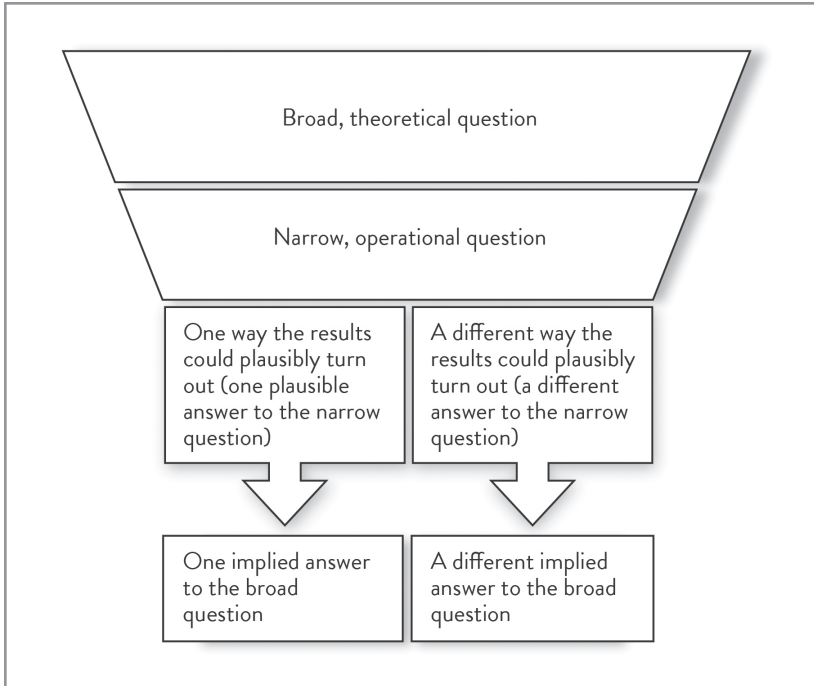 Broad, theoretical question
Narrow, operational question
One way the results
could plausibly turn
out (one plausible
answer to the narrow
question)
A different way the
results could plausibly
turn out (a different
answer to the narrow
question)
One implied answer
to the broad
question
A different implied
answer to the broad
question